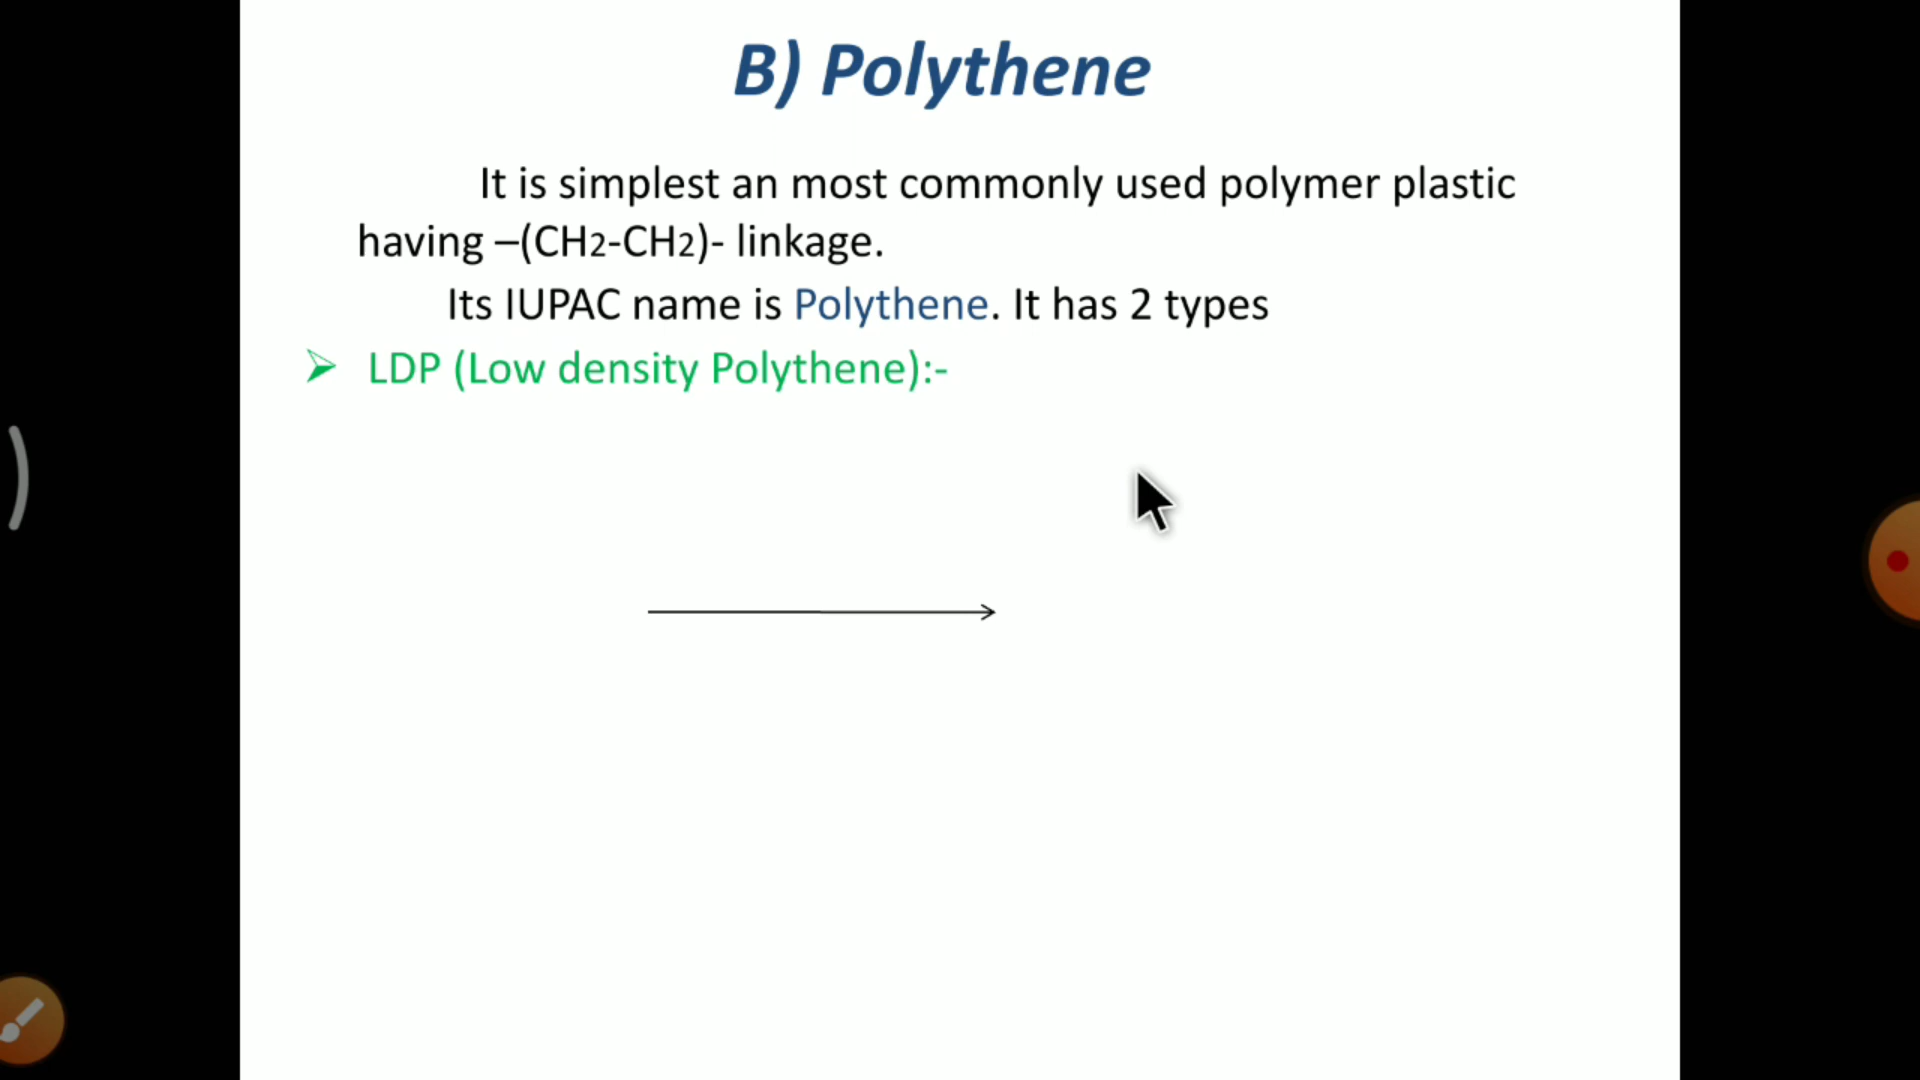 B) Polythene
It is simplest an most commonly used polymer plastic
having –(CH2-CH2)- linkage.
Its IUPAC name is Polythene. It has 2 types
➢ LDP (Low density Polythene):-